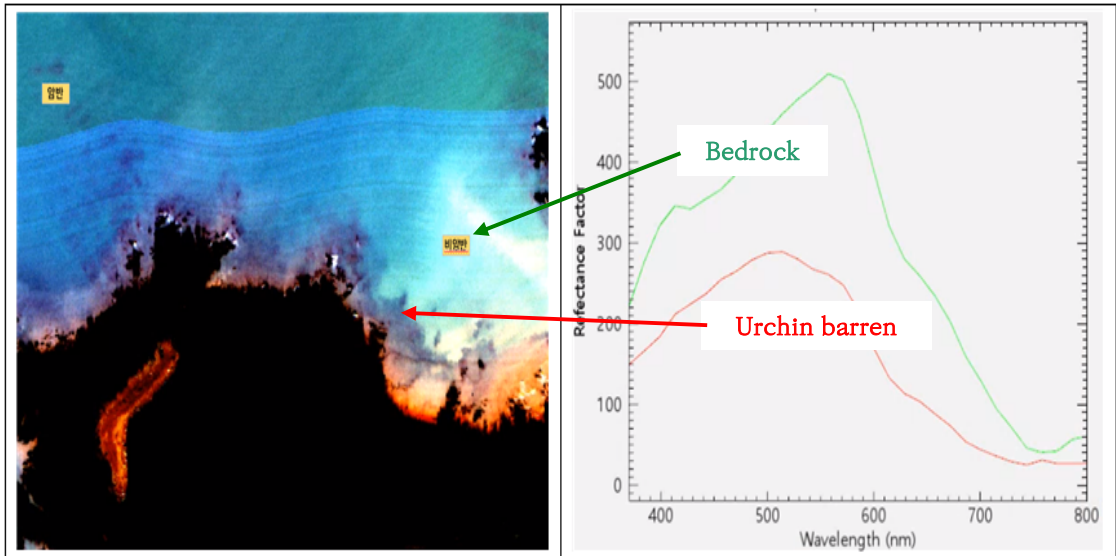 암반
비암반
Bedrock
Urchin barren
Refectance Factor
500
400
300
200
100
0
400
500
600
700
800
Wavelength (nm)